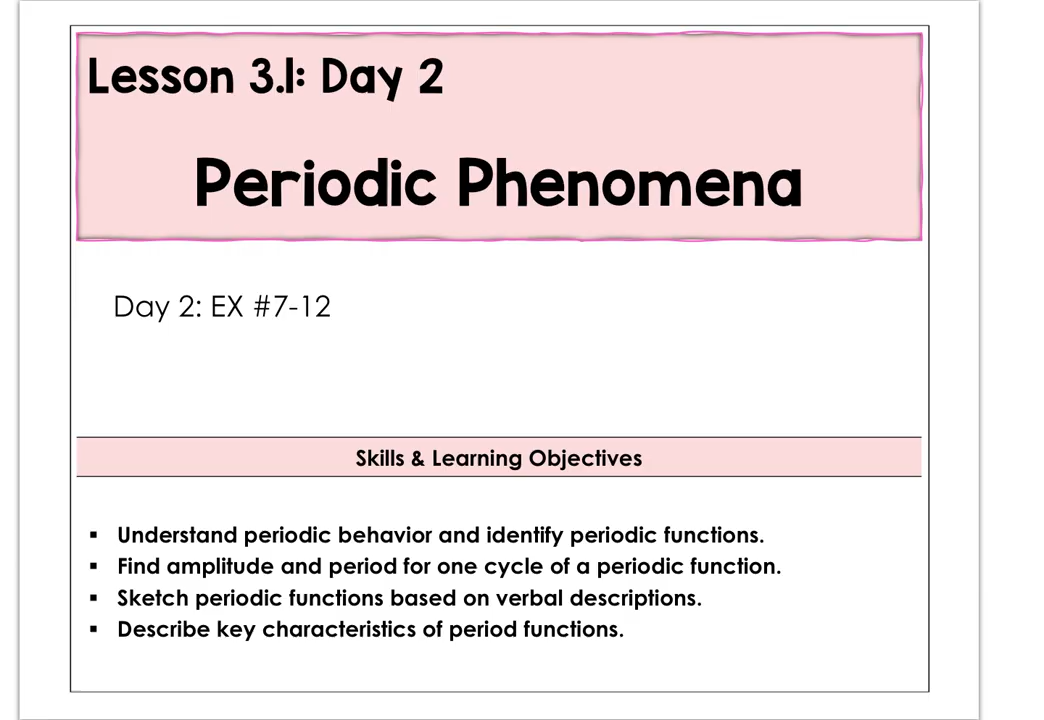 Lesson 3.1: Day 2
Periodic Phenomena
Day 2: EX #7-12
Skills & Learning Objectives
▪ Understand periodic behavior and identify periodic functions.
▪ Find amplitude and period for one cycle of a periodic function.
▪ Sketch periodic functions based on verbal descriptions.
▪ Describe key characteristics of period functions.